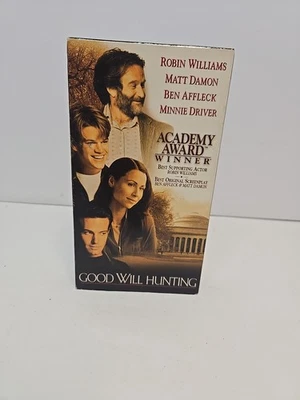 ROBIN WILLIAMS
MATT DAMON
BEN AFFLECK
MINNIE DRIVER
ACADEMY
AWARD
WINNER
BEST SUPPORTING ACTOR
ROBIN WILLIAMS
BEST ORIGINAL SCREENPLAY
BEN AFFLECK & MATT DAMON
GOOD WILL HUNTING